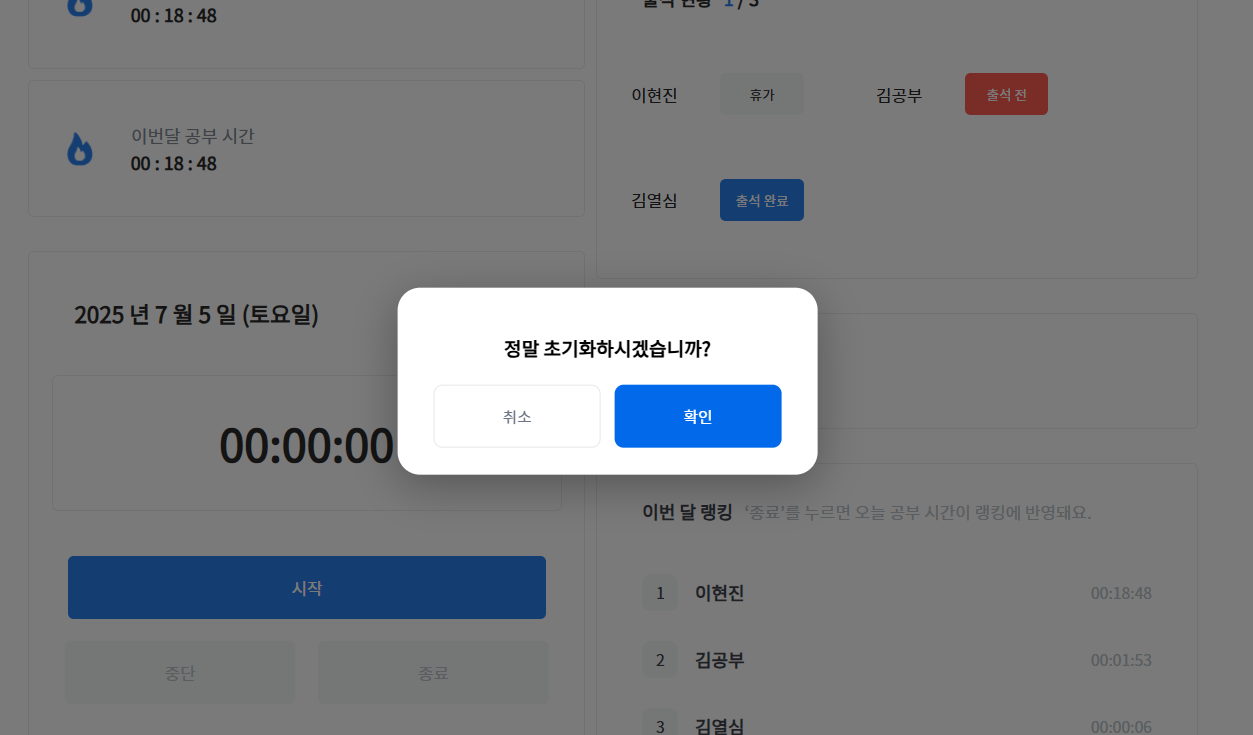 00 : 18 : 48
이번달 공부 시간
00 : 18 : 48
2025 년 7 월 5 일 (토요일)
00:00:00
시작
중단
종료
출석 현황 1 / 3
이현진 휴가 김공부 출석 전
김열심 출석 완료
정말 초기화하시겠습니까?
취소 확인
이번 달 랭킹 ‘종료’를 누르면 오늘 공부 시간이 랭킹에 반영돼요.
1 이현진 00:18:48
2 김공부 00:01:53
3 김열심 00:00:06